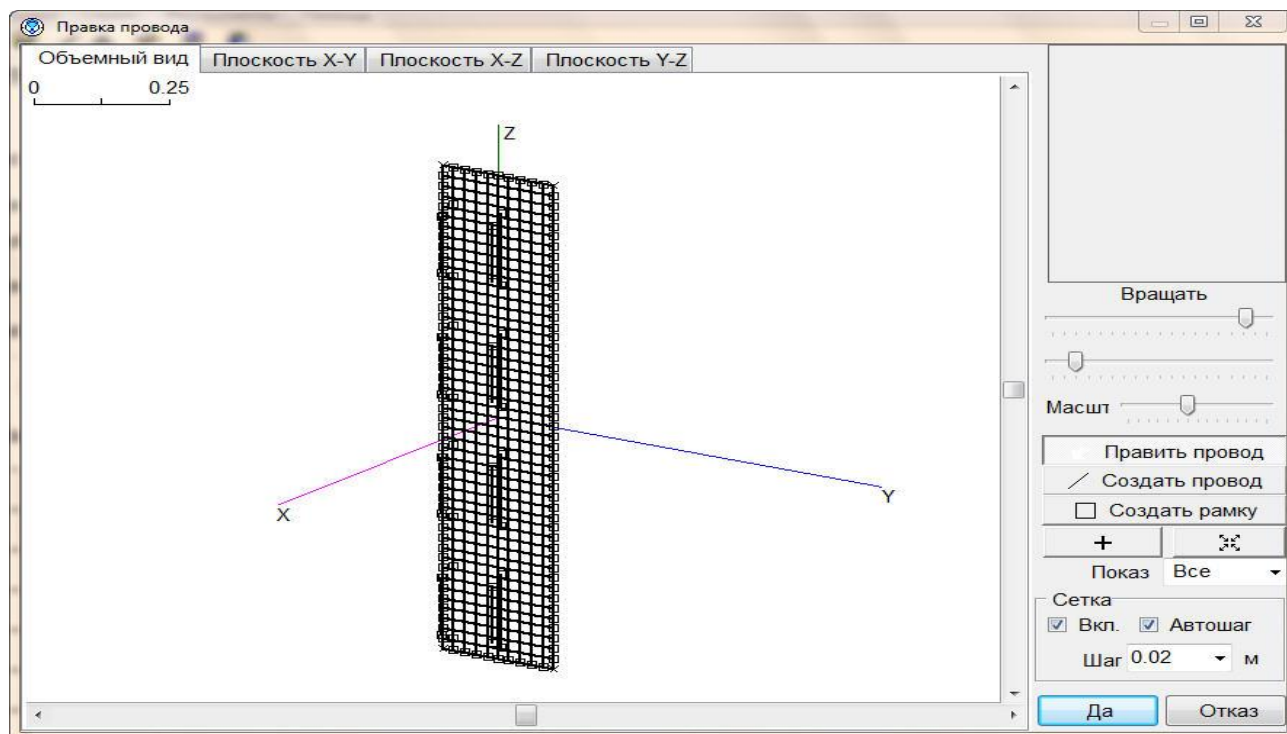 Правка провода
Объемный вид Плоскость X-Y Плоскость X-Z Плоскость Y-Z
0 0.25
Z
X
Y
Вращать
Масшт
Править провод
Создать провод
Создать рамку
+
Показ Все
Сетка
Вкл. Автошаг
Шаг 0.02 м
Да Отказ